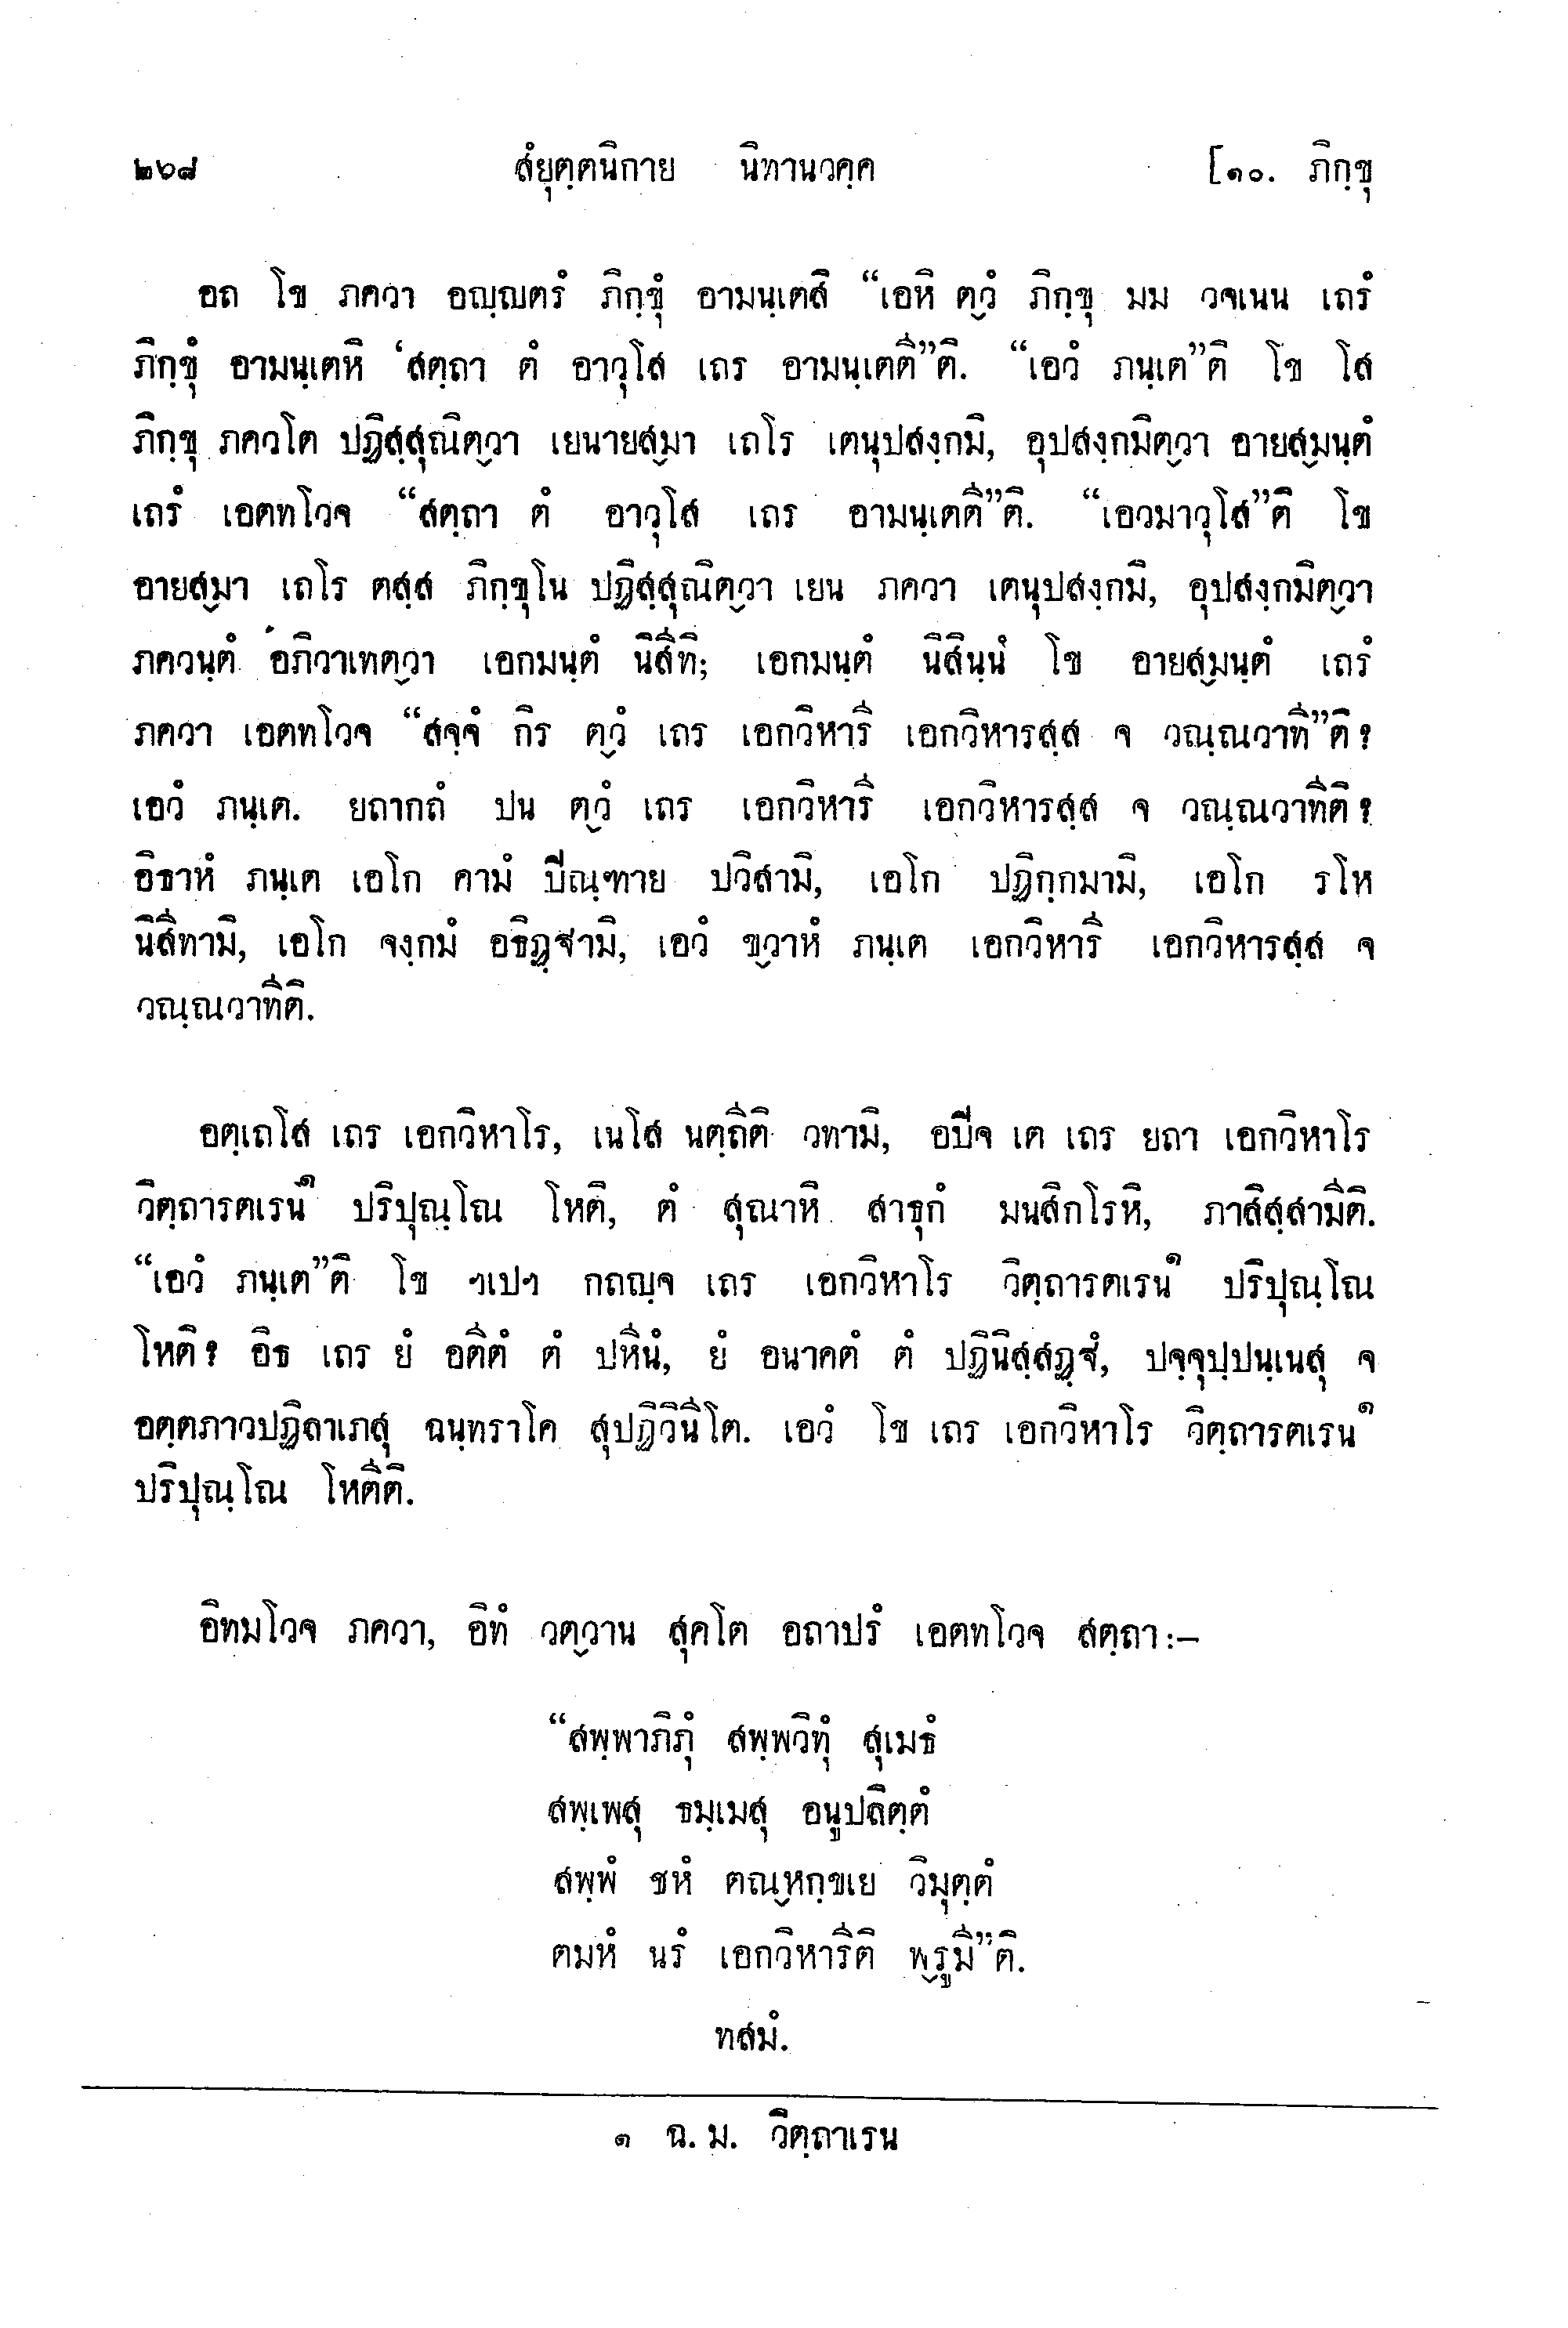 ๒๖๘ สํยุตฺตนิกาย นิทานวคฺค [๑๐. ภิกฺขุ
อถ โข ภควา อญฺญตรํ ภิกฺขุํ อามนฺเตสิ “เอหิ ตฺวํ ภิกฺขุ มม วจเนน เถรํ
ภิกฺขุํ อามนฺเตหิ ‘สตฺถา ตํ อาวุโส เถร อามนฺเตตี”ติ. “เอวํ ภนฺเต”ติ โข โส
ภิกฺขุ ภควโต ปฏิสฺสุณิตฺวา เยนายสฺมา เถโร เตนุปสงฺกมิ, อุปสงฺกมิตฺวา อายสฺมนฺตํ
เถรํ เอตทโวจ “สตฺถา ตํ อาวุโส เถร อามนฺเตตี”ติ. “เอวมาวุโส”ติ โข
อายสฺมา เถโร ตสฺส ภิกฺขุโน ปฏิสฺสุณิตฺวา เยน ภควา เตนุปสงฺกมิ, อุปสงฺกมิตฺวา
ภควนฺตํ อภิวาเทตฺวา เอกมนฺตํ นิสีทิ; เอกมนฺตํ นิสินฺนํ โข อายสฺมนฺตํ เถรํ
ภควา เอตทโวจ “สจฺจํ กิร ตฺวํ เถร เอกวิหารี เอกวิหารสฺส จ วณฺณวาที”ติ?
เอวํ ภนฺเต. ยถากถํ ปน ตฺวํ เถร เอกวิหารี เอกวิหารสฺส จ วณฺณวาทีติ?
อิธาหํ ภนฺเต เอโก คามํ ปิณฺฑาย ปวิสามิ, เอโก ปฏิกฺกมามิ, เอโก รโห
นิสีทามิ, เอโก จงฺกมํ อธิฏฺฐามิ, เอวํ ขฺวาหํ ภนฺเต เอกวิหารี เอกวิหารสฺส จ
วณฺณวาทีติ.
อตฺเถโส เถร เอกวิหาโร, เนโส นตฺถีติ วทามิ, อปิจ เต เถร ยถา เอกวิหาโร
วิตฺถารตเรน๑ ปริปุณฺโณ โหติ, ตํ สุณาหิ สาธุกํ มนสิกโรหิ, ภาสิสฺสามีติ.
“เอวํ ภนฺเต”ติ โข ฯเปฯ กถญฺจ เถร เอกวิหาโร วิตฺถารตเรน๑ ปริปุณฺโณ
โหติ? อิธ เถร ยํ อตีตํ ตํ ปหีนํ, ยํ อนาคตํ ตํ ปฏินิสฺสฏฺฐํ, ปจฺจุปฺปนฺเนสุ จ
อตฺตภาวปฏิลาเภสุ ฉนฺทราโค สุปฏิวินีโต. เอวํ โข เถร เอกวิหาโร วิตฺถารตเรน๑
ปริปุณฺโณ โหตีติ.
อิทมโวจ ภควา, อิทํ วตฺวาน สุคโต อถาปรํ เอตทโวจ สตฺถา:–
“สพฺพาภิภุํ สพฺพวิทุํ สุเมธํ
สพฺเพสุ ธมฺเมสุ อนูปลิตฺตํ
สพฺพํ ชหํ ตณฺหกฺขเย วิมุตฺตํ
ตมหํ นรํ เอกวิหารีติ พฺรูมี”ติ.
ทสมํ.
๑ ฉ. ม. วิตฺถาเรน